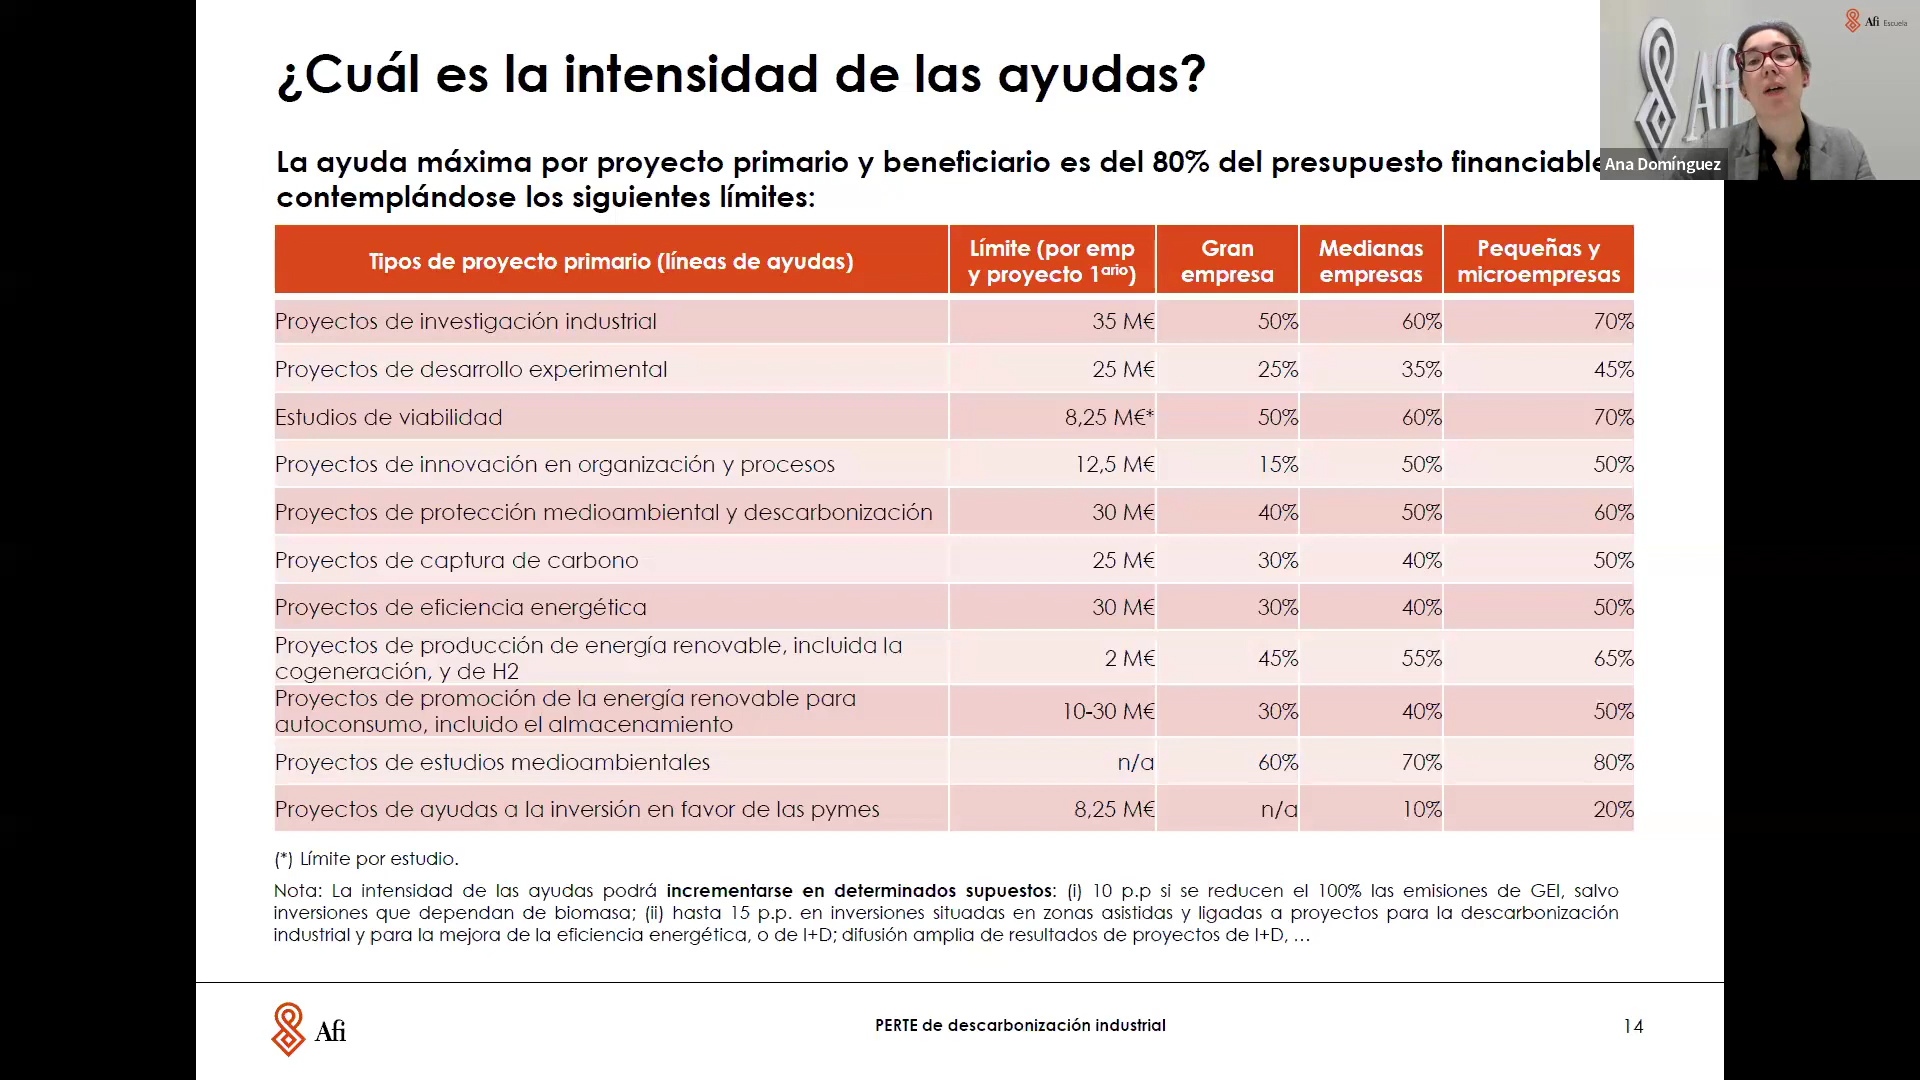 ¿Cuál es la intensidad de las ayudas?
Afi Escuela
Afi
Ana Domínguez
La ayuda máxima por proyecto primario y beneficiario es del 80% del presupuesto financiable
contemplándose los siguientes límites:
Tipos de proyecto primario (líneas de ayudas) Límite (por emp y proyecto 1ario) Gran empresa Medianas empresas Pequeñas y microempresas
Proyectos de investigación industrial 35 M€ 50% 60% 70%
Proyectos de desarrollo experimental 25 M€ 25% 35% 45%
Estudios de viabilidad 8,25 M€* 50% 60% 70%
Proyectos de innovación en organización y procesos 12,5 M€ 15% 50% 50%
Proyectos de protección medioambiental y descarbonización 30 M€ 40% 50% 60%
Proyectos de captura de carbono 25 M€ 30% 40% 50%
Proyectos de eficiencia energética 30 M€ 30% 40% 50%
Proyectos de producción de energía renovable, incluida la
cogeneración, y de H2 2 M€ 45% 55% 65%
Proyectos de promoción de la energía renovable para
autoconsumo, incluido el almacenamiento 10-30 M€ 30% 40% 50%
Proyectos de estudios medioambientales n/a 60% 70% 80%
Proyectos de ayudas a la inversión en favor de las pymes 8,25 M€ n/a 10% 20%
(*) Límite por estudio.
Nota: La intensidad de las ayudas podrá incrementarse en determinados supuestos: (i) 10 p.p si se reducen el 100% las emisiones de GEI, salvo
inversiones que dependan de biomasa; (ii) hasta 15 p.p. en inversiones situadas en zonas asistidas y ligadas a proyectos para la descarbonización
industrial y para la mejora de la eficiencia energética, o de I+D; difusión amplia de resultados de proyectos de I+D, …
Afi
PERTE de descarbonización industrial
14